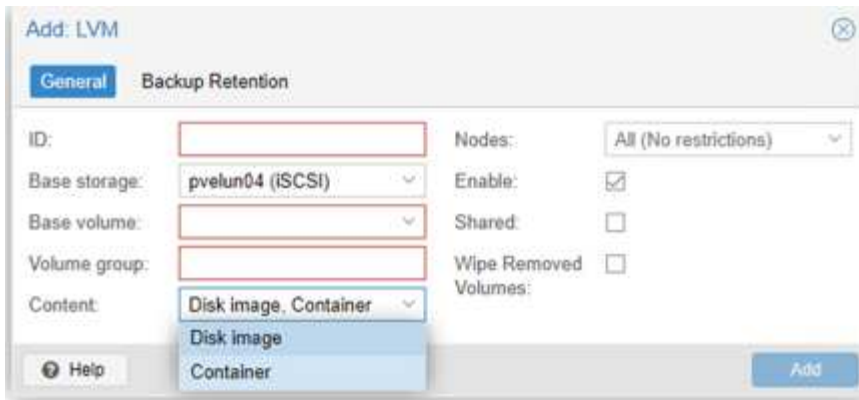 Add: LVM
General Backup Retention
ID: Nodes: All (No restrictions)
Base storage: pvelun04 (iSCSI) Enable:
Base volume: Shared:
Volume group: Wipe Removed
Volumes:
Content: Disk image, Container
Disk image
Help Container Add